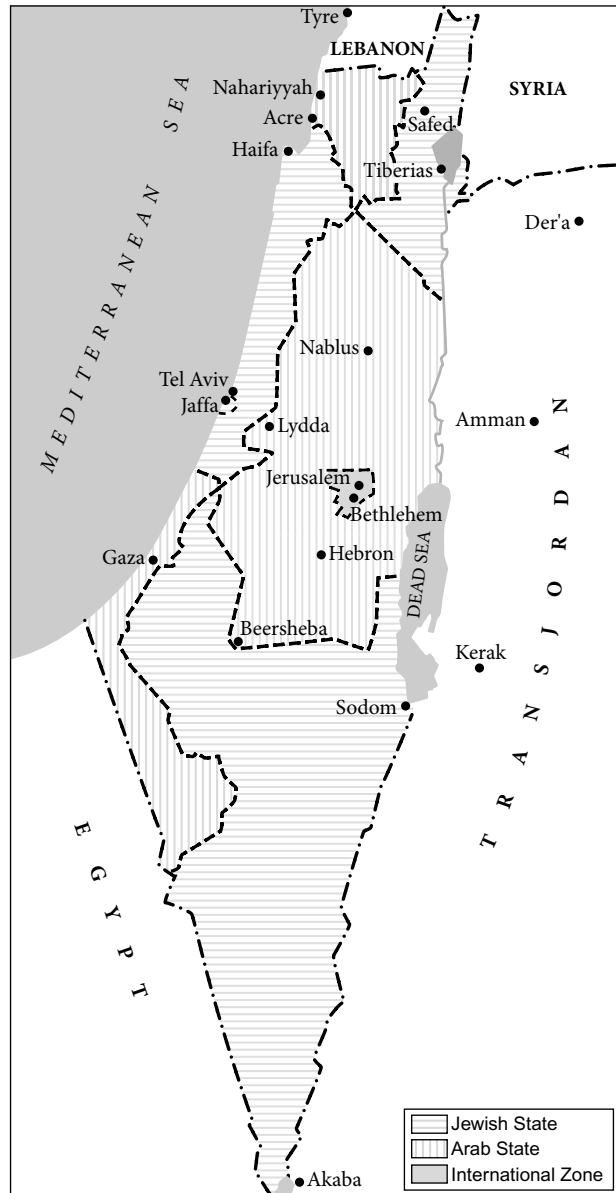 Tyre
LEBANON
SYRIA
Nahariyyah
Acre
Safed
Haifa
Tiberias
Der'a
MEDITERRANEAN SEA
Nablus
Tel Aviv
Jaffa
Lydda
Amman
Jerusalem
Bethlehem
Gaza
Hebron
DEAD SEA
TRANSJORDAN
Beersheba
Kerak
Sodom
EGYPT
Akaba
Jewish State
Arab State
International Zone